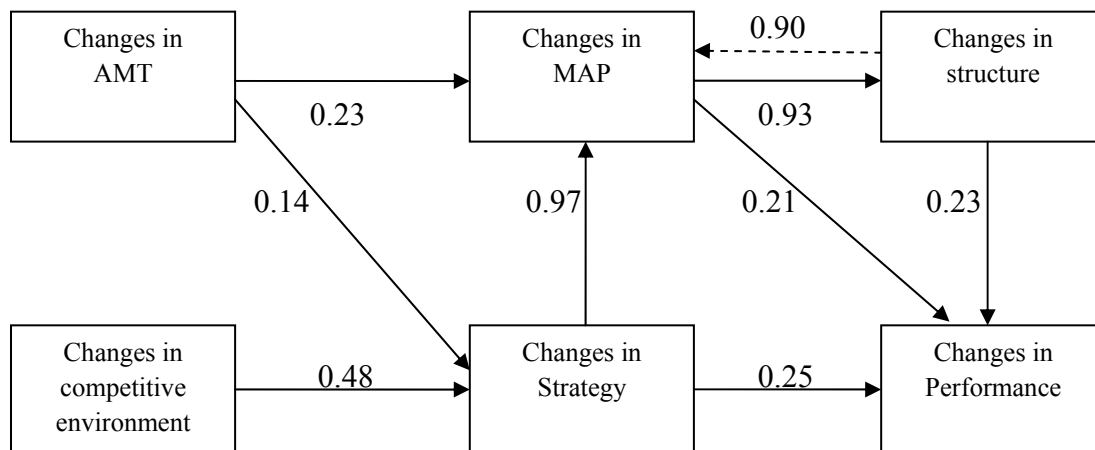 Changes in
AMT
Changes in
MAP
0.90
Changes in
structure
0.23
0.93
0.14
0.97
0.21
0.23
Changes in
competitive
environment
0.48
Changes in
Strategy
0.25
Changes in
Performance